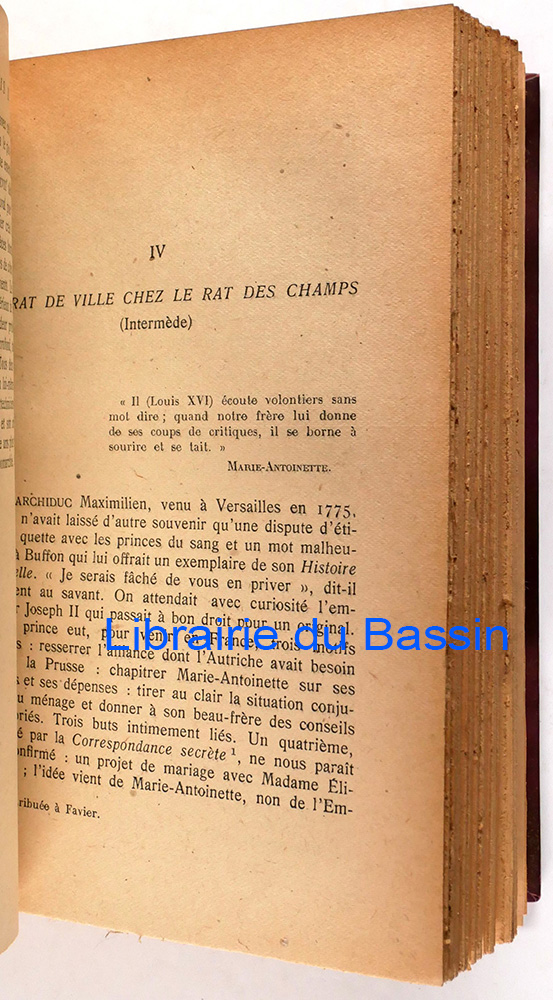 IV
RAT DE VILLE CHEZ LE RAT DES CHAMPS
(Intermède)
« Il (Louis XVI) écoute volontiers sans
mot dire ; quand notre frère lui donne
de ses coups de critiques, il se borne à
sourire et se tait. »
MARIE-ANTOINETTE.
ARCHIDUC Maximilien, venu à Versailles en 1775,
n'avait laissé d'autre souvenir qu'une dispute d'éti-
quette avec les princes du sang et un mot malheu-
à Buffon qui lui offrait un exemplaire de son Histoire
elle. « Je serais fâché de vous en priver », dit-il
ent au savant. On attendait avec curiosité l'em-
r Joseph II qui passait à bon droit pour un original.
prince eut, pour venir en France, trois motifs
s : resserrer l'alliance dont l'Autriche avait besoin
la Prusse : chapitrer Marie-Antoinette sur ses
s et ses dépenses : tirer au clair la situation conju-
u ménage et donner à son beau-frère des conseils
oriés. Trois buts intimement liés. Un quatrième,
é par la Correspondance secrète 1, ne nous paraît
onfirmé : un projet de mariage avec Madame Éli-
; l'idée vient de Marie-Antoinette, non de l'Em-
ribuée à Favier.
Librairie du Bassin